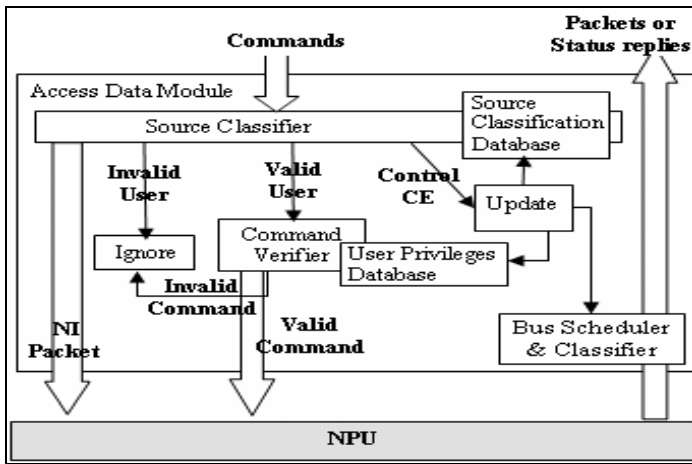 Packets or
Status replies
Commands
Access Data Module
Source
Classification
Database
Source Classifier
Invalid
User
Valid
User
Control
CE
Update
Ignore
Command
Verifier
User Privileges
Database
Invalid
Command
NI
Packet
Valid
Command
Bus Scheduler
& Classifier
NPU